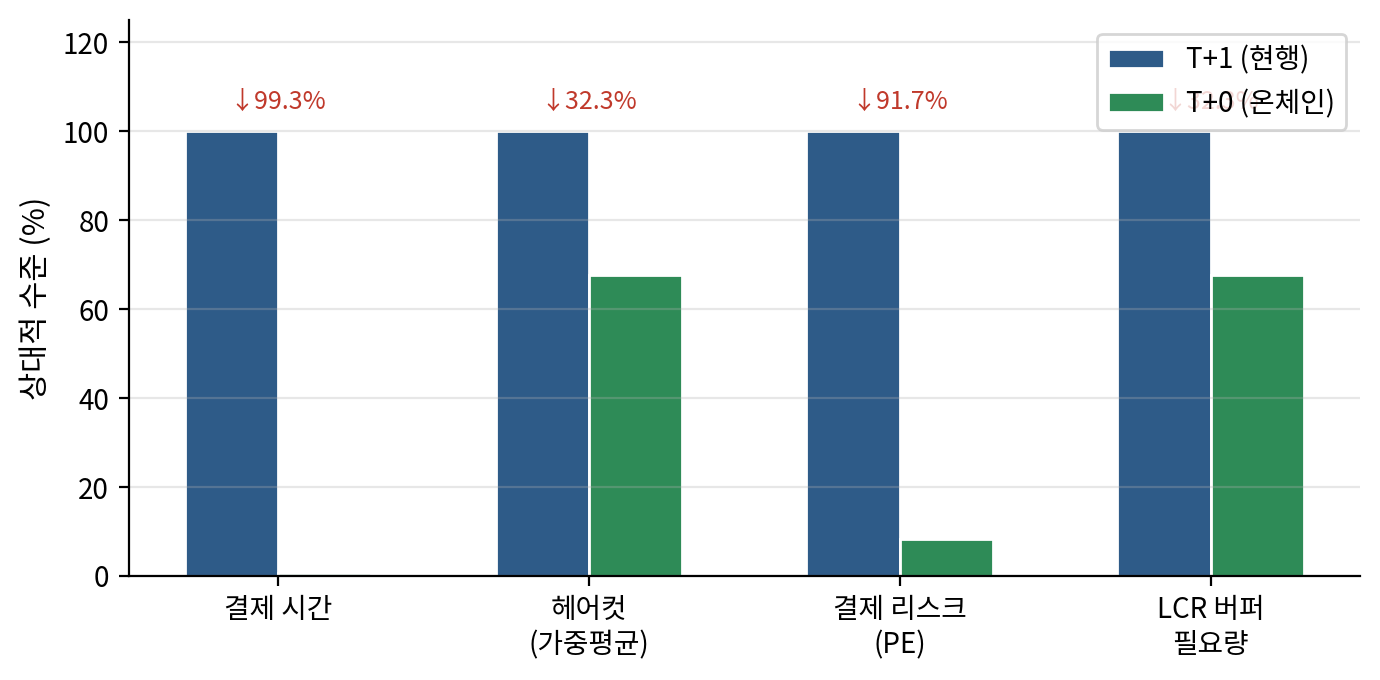 120
100
80
60
40
20
0
상대적 수준 (%)
↓99.3%
↓32.3%
↓91.7%
T+1 (현행)
T+0 (온체인)
결제 시간
헤어컷
(가중평균)
결제 리스크
(PE)
LCR 버퍼
필요량